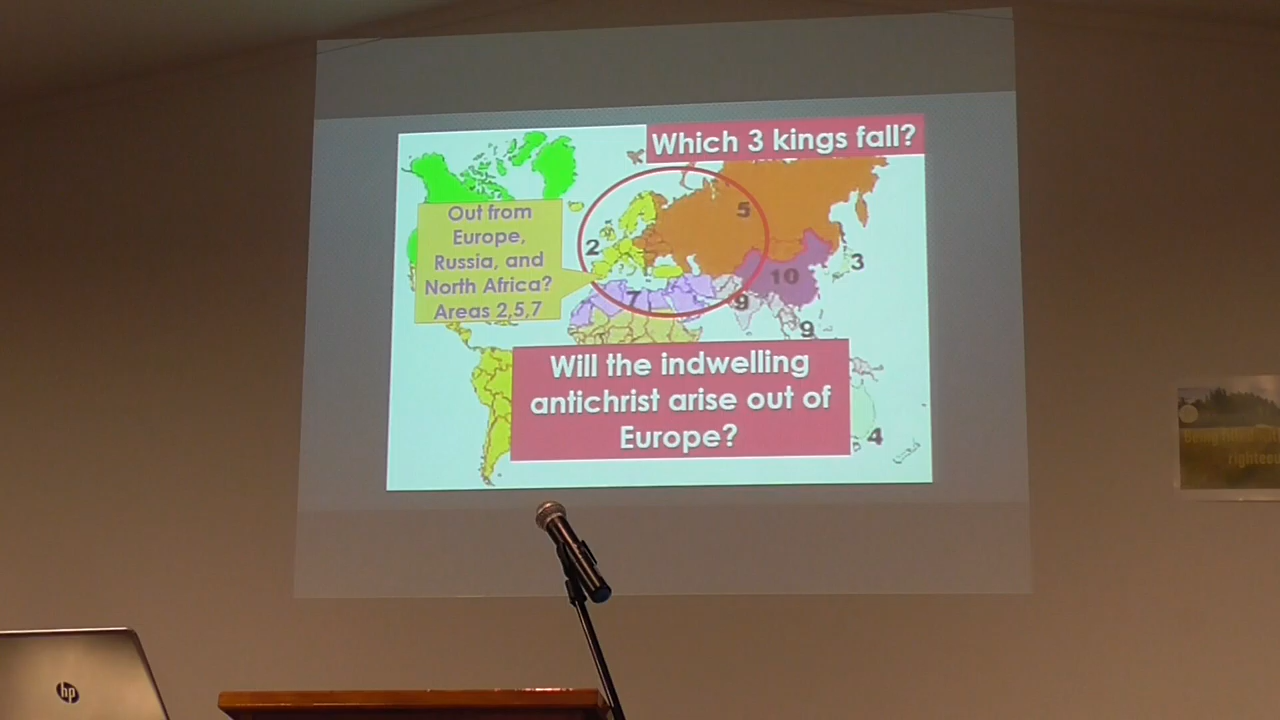 Which 3 kings fall?
Out from
Europe,
Russia, and
North Africa?
Areas 2,5,7
5
2
3
10
7
9
9
Will the indwelling
antichrist arise out of
Europe?
4
righteou
hp